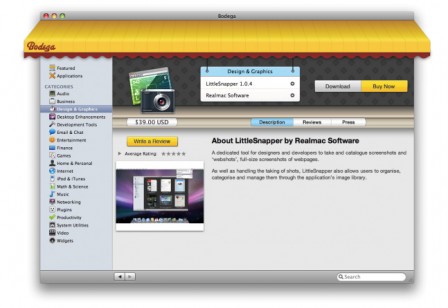 Bodega
Bodega
Featured
Applications
CATEGORIES
Audio
Business
Design & Graphics
Desktop Enhancements
Development Tools
Email & Chat
Entertainment
Finance
Games
Home & Personal
Internet
iPod & iTunes
Math & Science
Music
Networking
Plugins
Productivity
System Utilities
Video
Widgets
$39.00 USD
Design & Graphics
LittleSnapper 1.0.4
Realmac Software
Download
Buy Now
Description
Reviews
Press
Write a Review
Average Rating
About LittleSnapper by Realmac Software
A dedicated tool for designers and developers to take and catalogue screenshots and
'webshots', full-size screenshots of webpages.
As well as handling the taking of shots, LittleSnapper also allows users to organise,
categorise and manage them through the application's image library.
Search